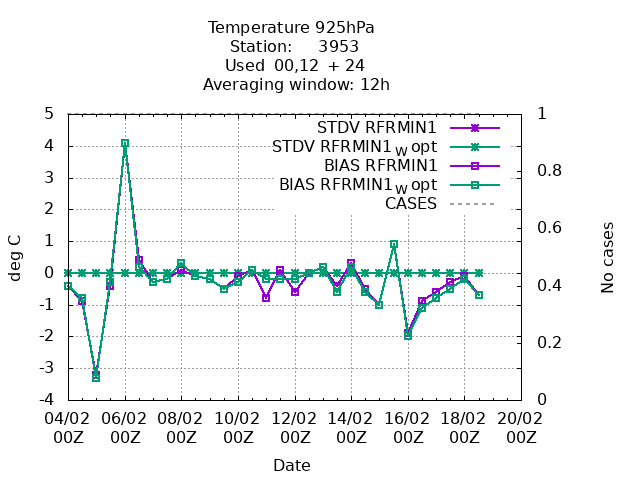 Temperature 925hPa
Station: 3953
Used 00,12 + 24
Averaging window: 12h
STDV RFRMIN1
STDV RFRMIN1W opt
BIAS RFRMIN1
BIAS RFRMIN1W opt
CASES
deg C
5
4
3
2
1
0
-1
-2
-3
-4
1
0.8
0.6
0.4
0.2
0
No cases
04/02 06/02 08/02 10/02 12/02 14/02 16/02 18/02 20/02
00Z 00Z 00Z 00Z 00Z 00Z 00Z 00Z 00Z
Date